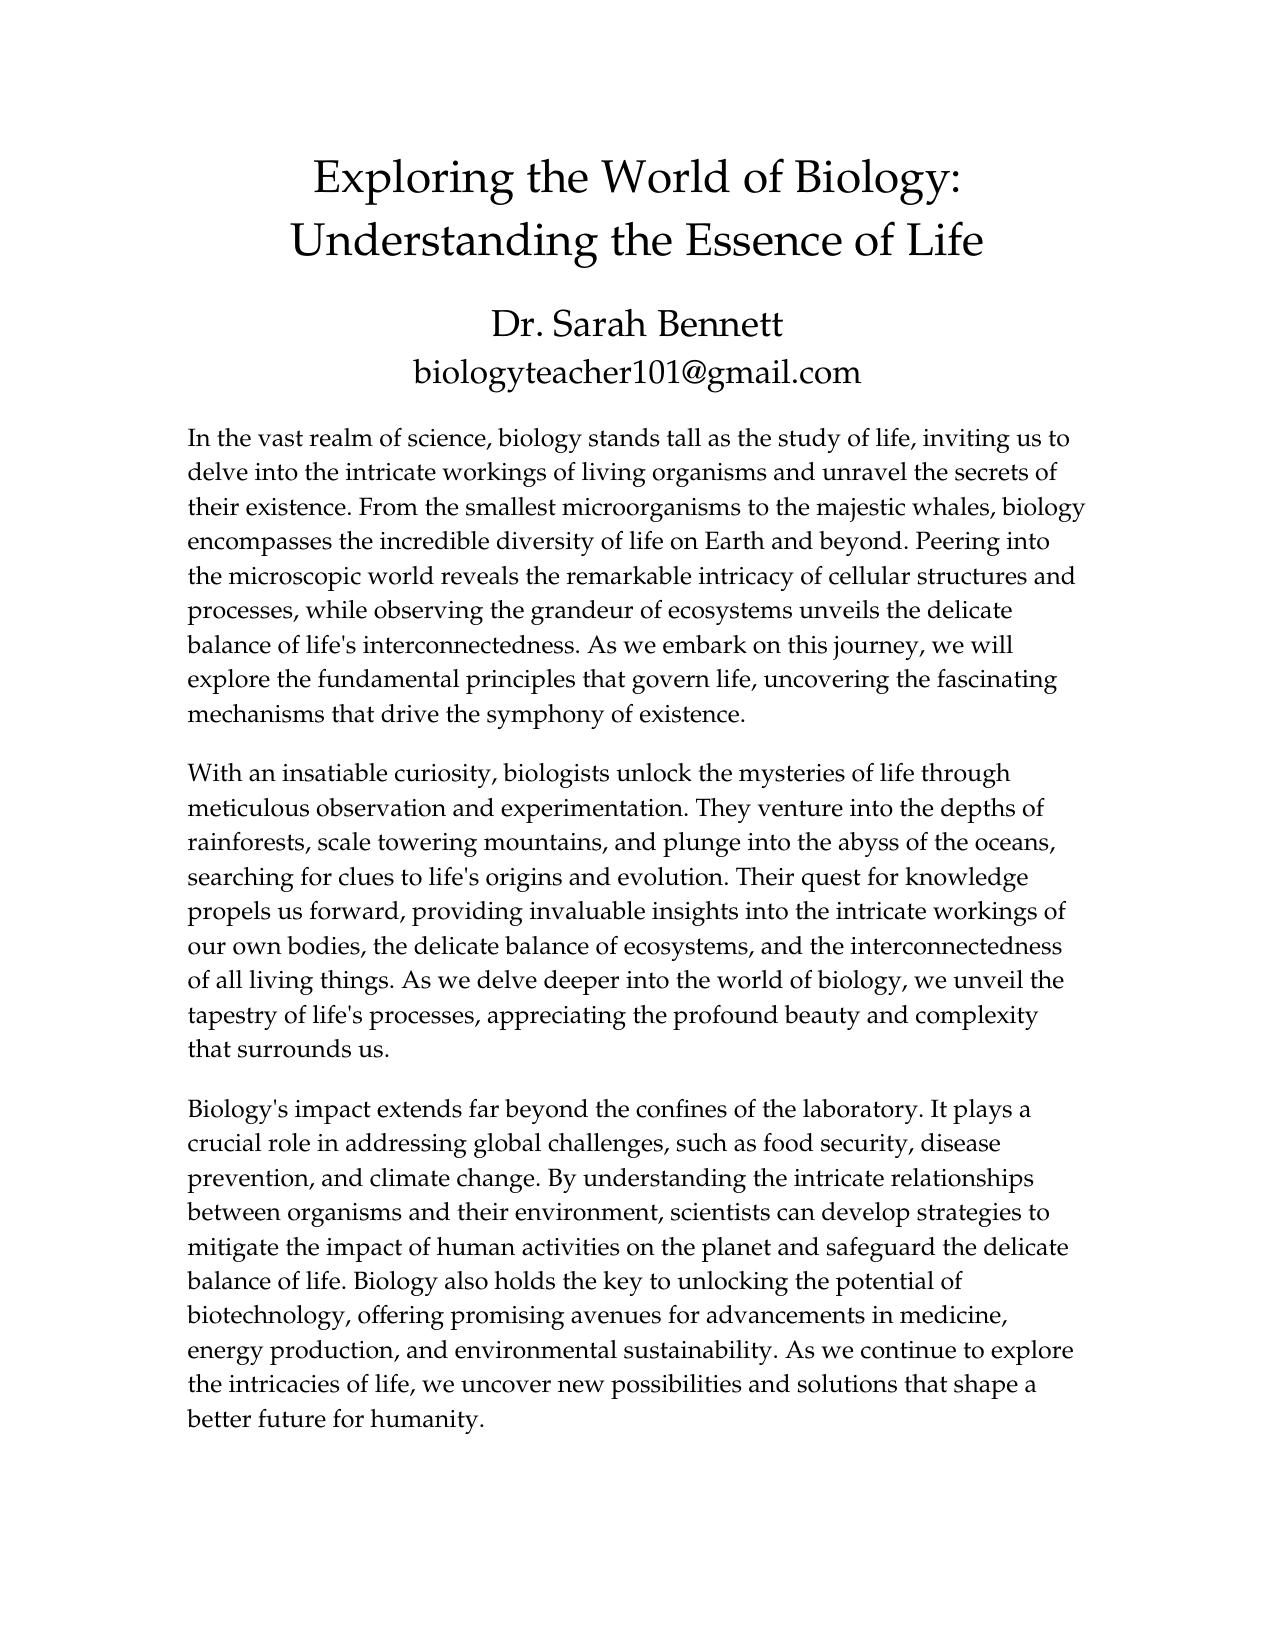 Exploring the World of Biology:
Understanding the Essence of Life
Dr. Sarah Bennett
biologyteacher101@gmail.com
In the vast realm of science, biology stands tall as the study of life, inviting us to
delve into the intricate workings of living organisms and unravel the secrets of
their existence. From the smallest microorganisms to the majestic whales, biology
encompasses the incredible diversity of life on Earth and beyond. Peering into
the microscopic world reveals the remarkable intricacy of cellular structures and
processes, while observing the grandeur of ecosystems unveils the delicate
balance of life's interconnectedness. As we embark on this journey, we will
explore the fundamental principles that govern life, uncovering the fascinating
mechanisms that drive the symphony of existence.
With an insatiable curiosity, biologists unlock the mysteries of life through
meticulous observation and experimentation. They venture into the depths of
rainforests, scale towering mountains, and plunge into the abyss of the oceans,
searching for clues to life's origins and evolution. Their quest for knowledge
propels us forward, providing invaluable insights into the intricate workings of
our own bodies, the delicate balance of ecosystems, and the interconnectedness
of all living things. As we delve deeper into the world of biology, we unveil the
tapestry of life's processes, appreciating the profound beauty and complexity
that surrounds us.
Biology's impact extends far beyond the confines of the laboratory. It plays a
crucial role in addressing global challenges, such as food security, disease
prevention, and climate change. By understanding the intricate relationships
between organisms and their environment, scientists can develop strategies to
mitigate the impact of human activities on the planet and safeguard the delicate
balance of life. Biology also holds the key to unlocking the potential of
biotechnology, offering promising avenues for advancements in medicine,
energy production, and environmental sustainability. As we continue to explore
the intricacies of life, we uncover new possibilities and solutions that shape a
better future for humanity.